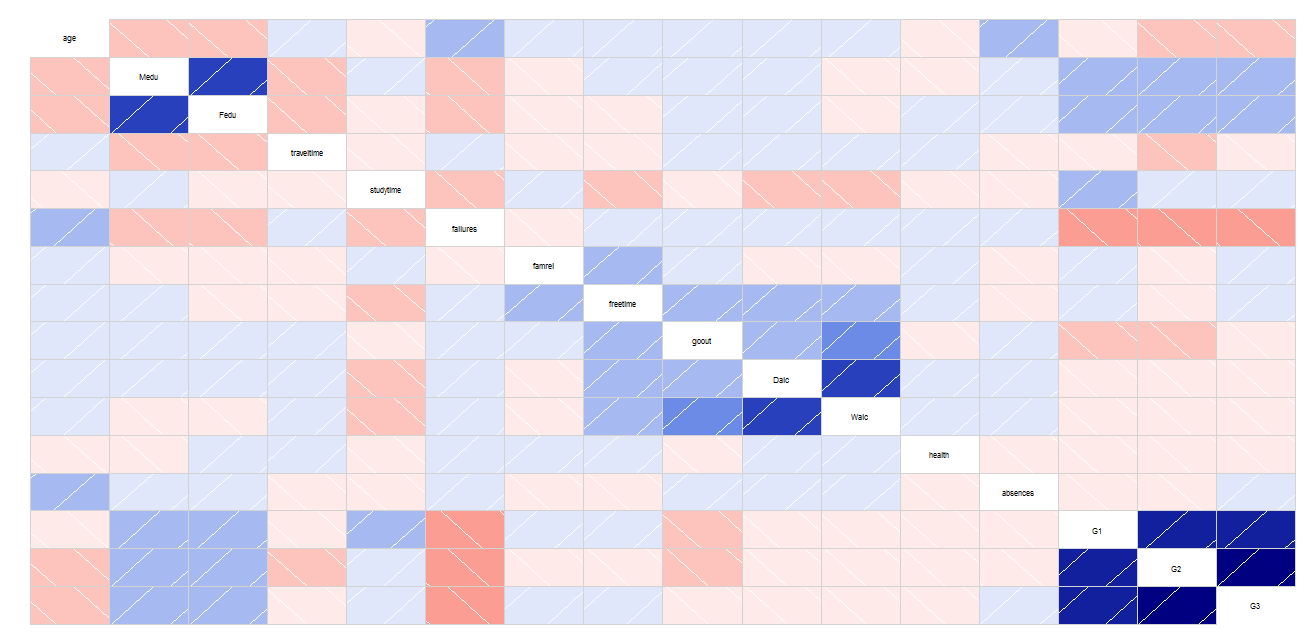 age
Medu
Fedu
traveltime
studytime
failures
famrel
freetime
goout
Dalc
Walc
health
absences
G1
G2
G3